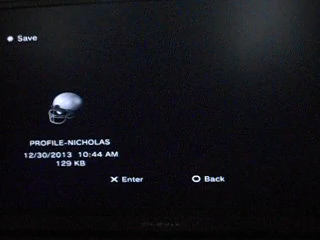 Save
PROFILE-NICHOLAS
12/30/2013 10:44 AM
129 KB
X Enter O Back